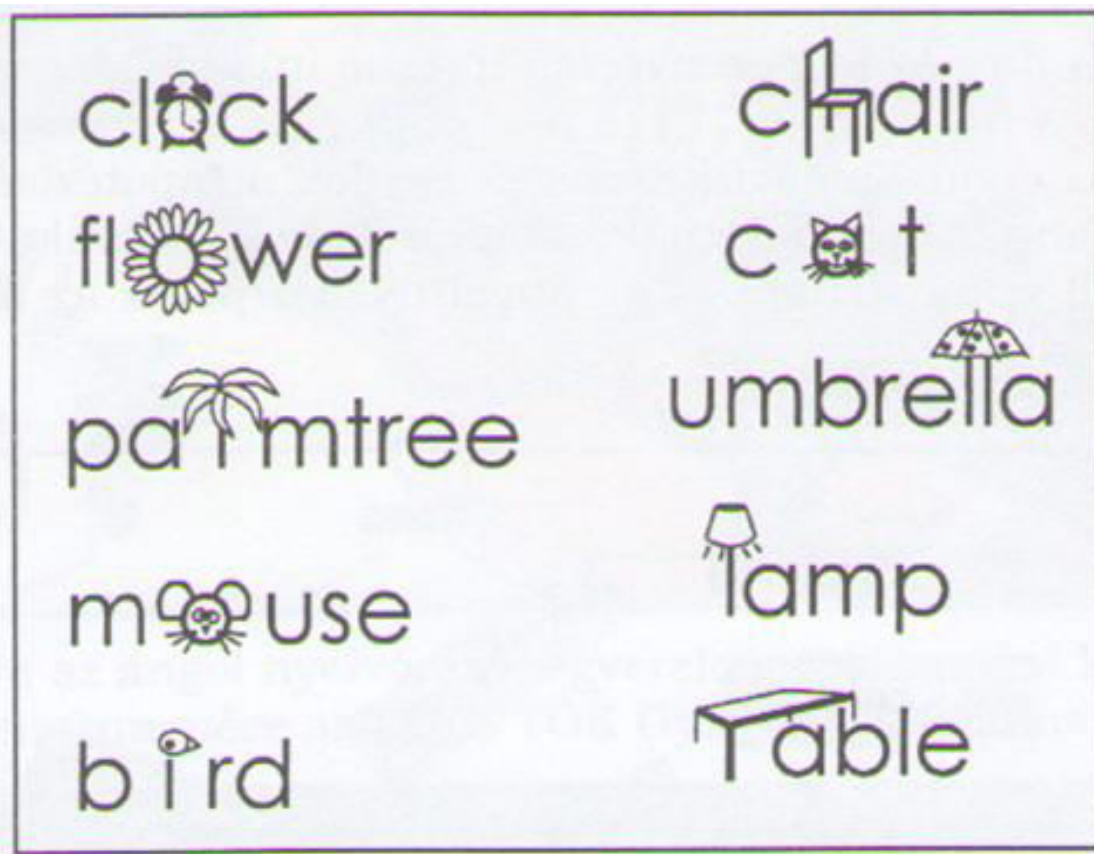 clock
flower
palmtree
mouse
bird
chair
cat
umbrella
lamp
Table